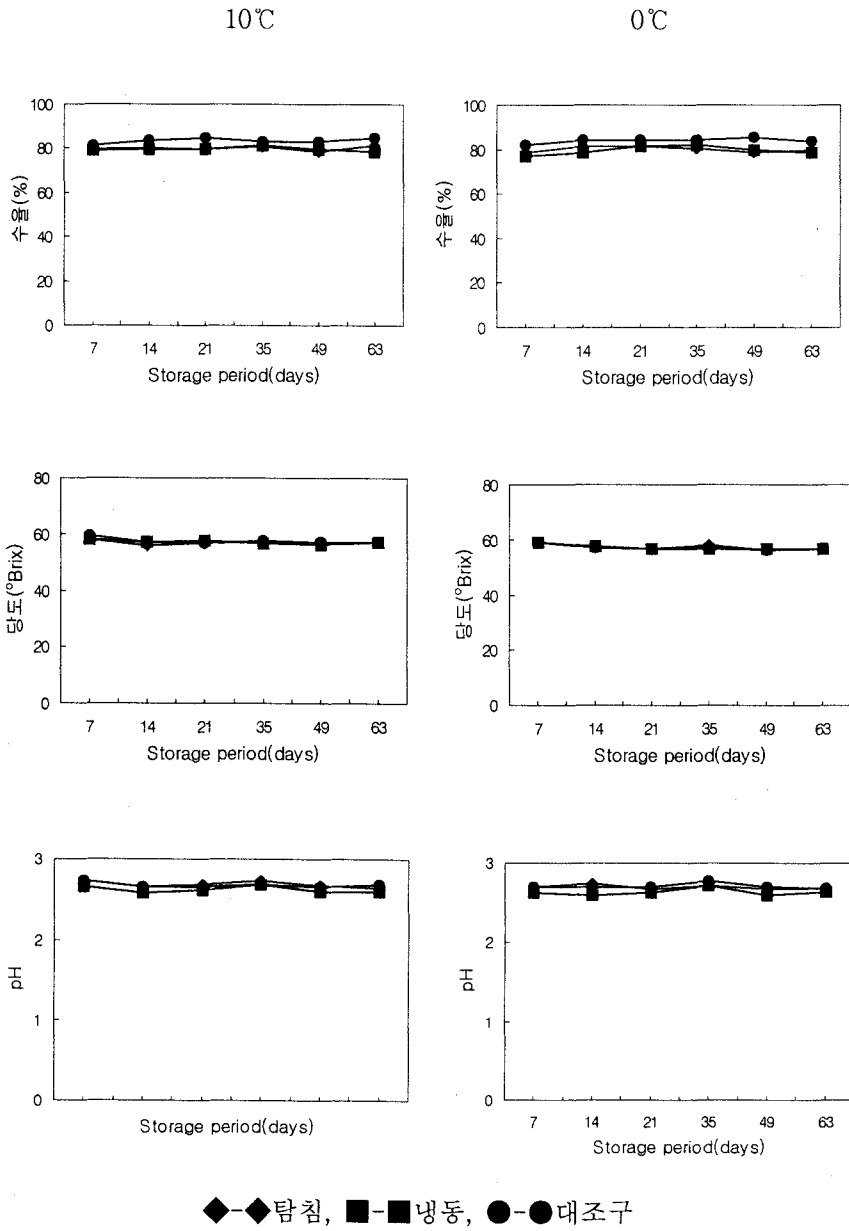 10℃
0℃
100
80
60
40
20
0
수율(%)
7 14 21 35 49 63
Storage period(days)
100
80
60
40
20
0
수율(%)
7 14 21 35 49 63
Storage period(days)
80
60
40
20
0
당도(°Brix)
7 14 21 35 49 63
Storage period(days)
80
60
40
20
0
당도(°Brix)
7 14 21 35 49 63
Storage period(days)
3
2
1
0
pH
Storage period(days)
3
2
1
0
pH
7 14 21 35 49 63
Storage period(days)
◆-◆탐침, ■-■냉동, ●-●대조구